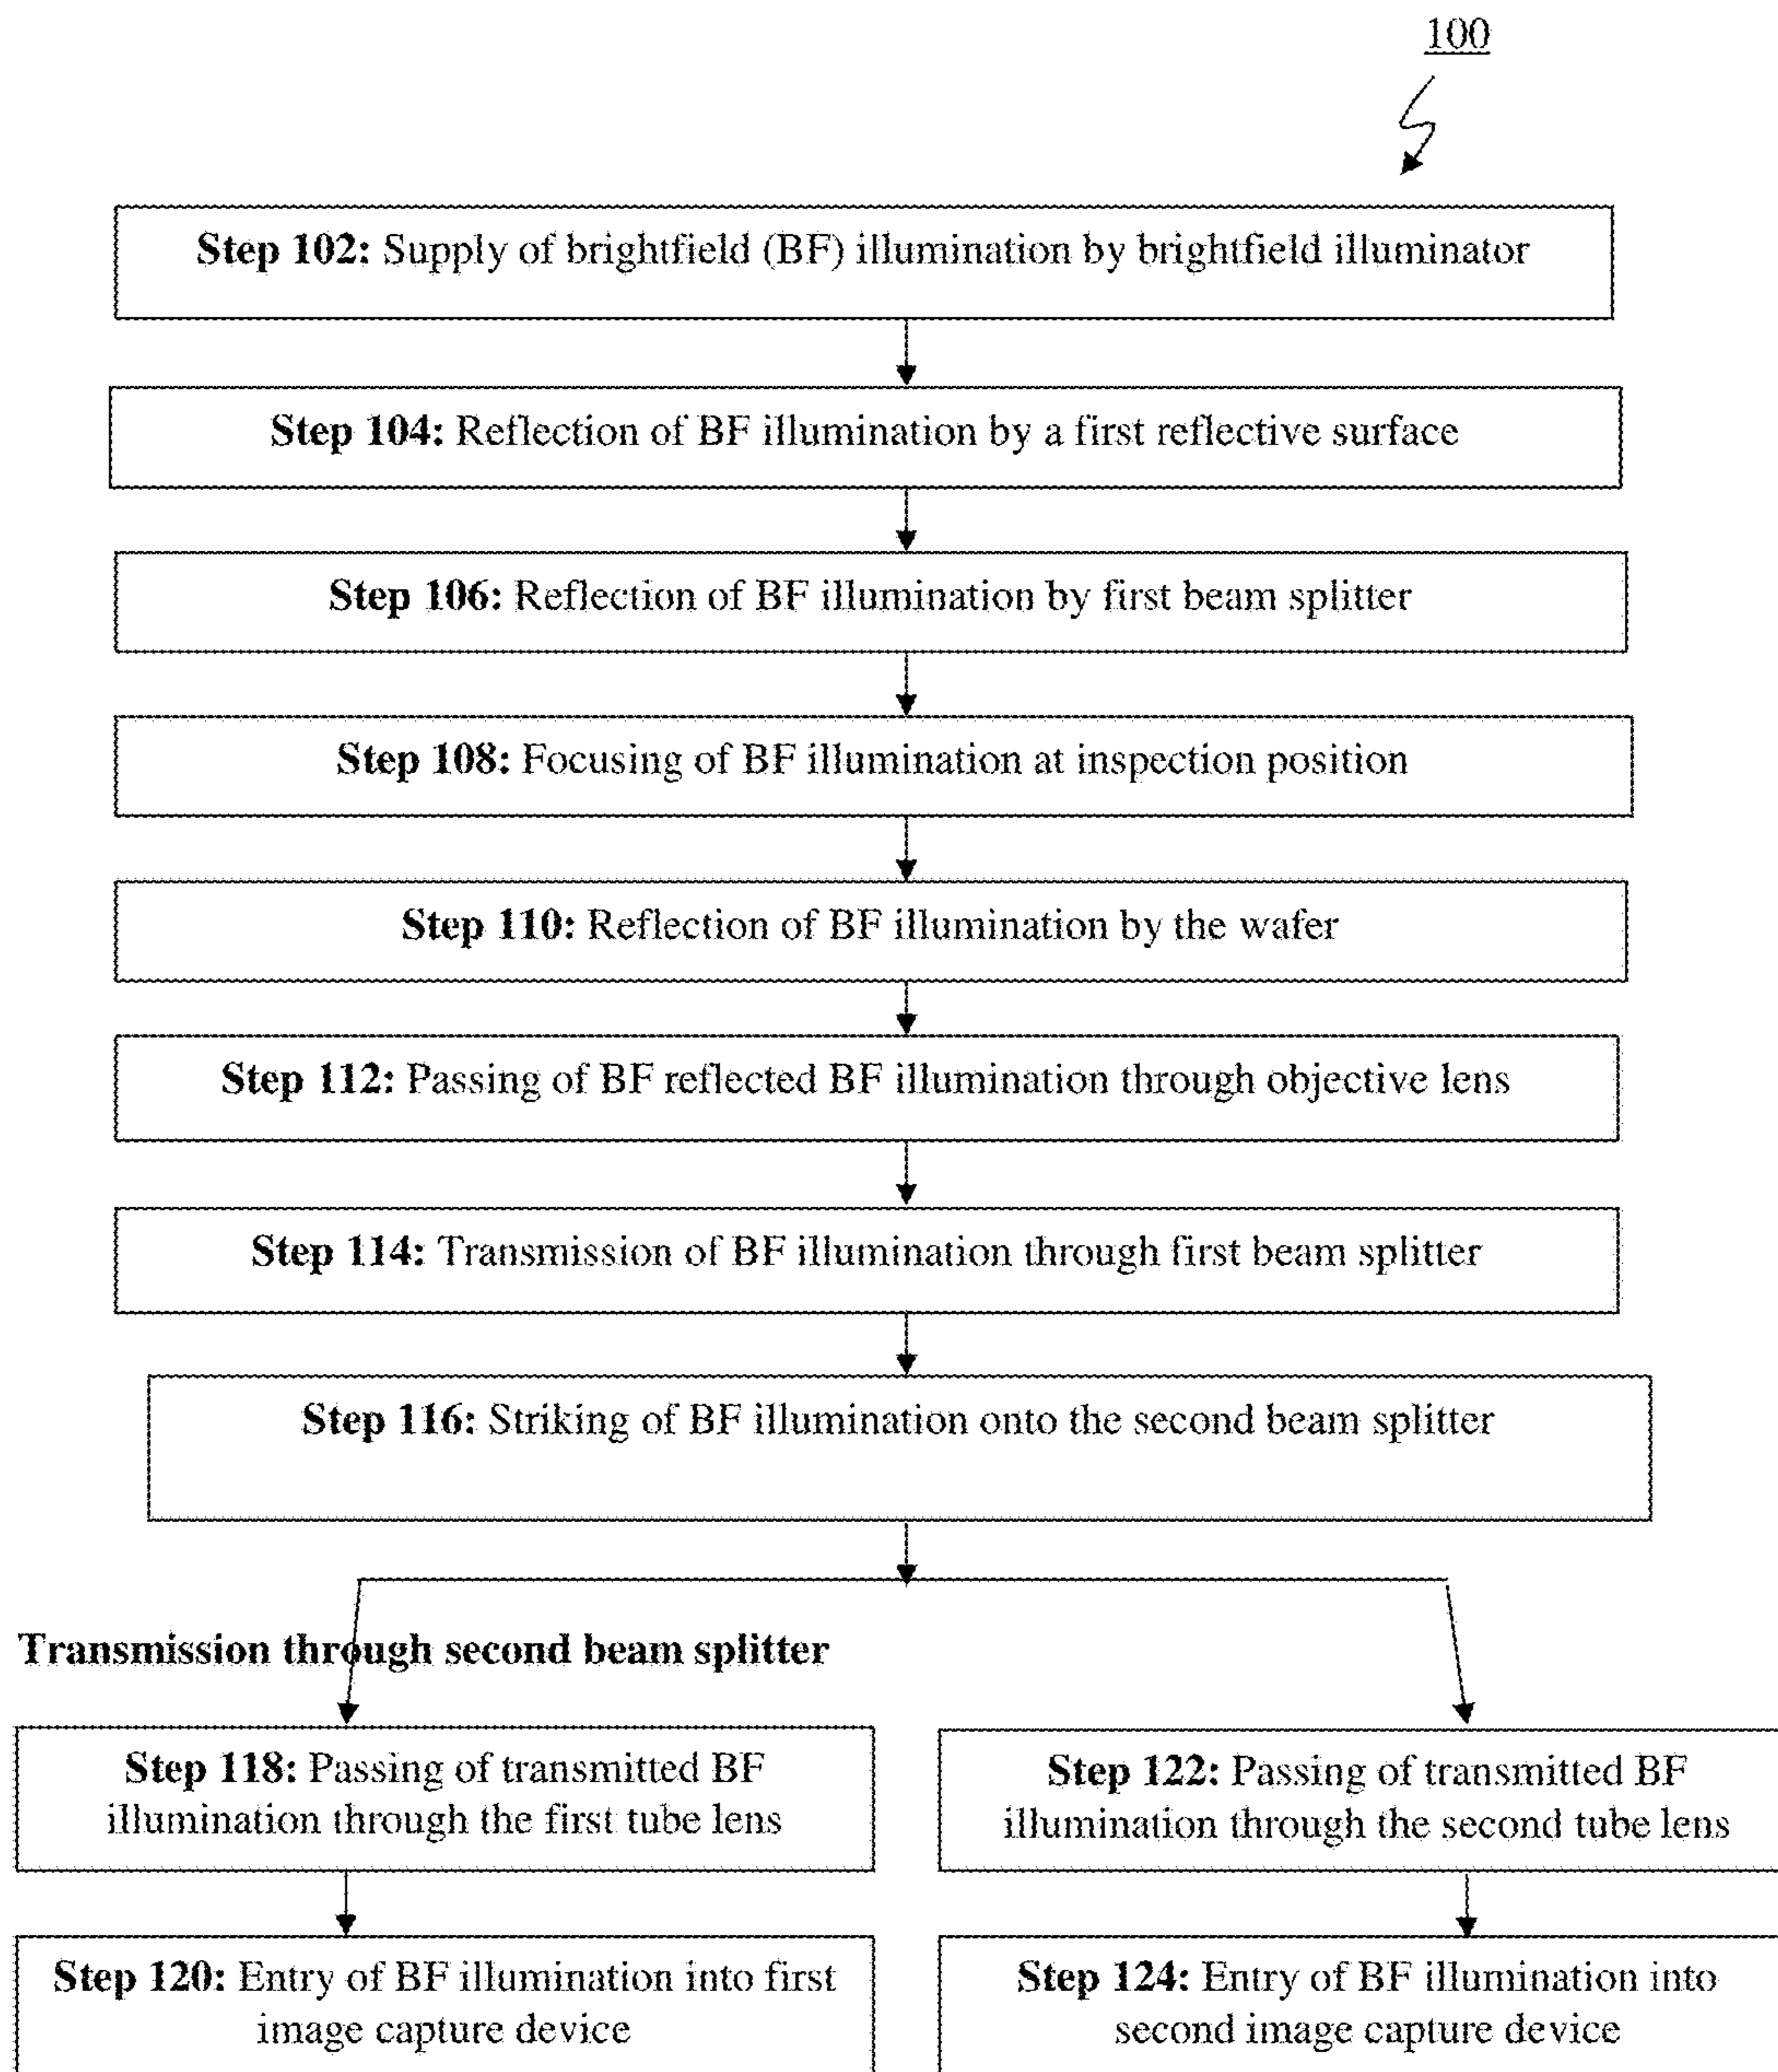 100
Step 102: Supply of brightfield (BF) illumination by brightfield illuminator
Step 104: Reflection of BF illumination by a first reflective surface
Step 106: Reflection of BF illumination by first beam splitter
Step 108: Focusing of BF illumination at inspection position
Step 110: Reflection of BF illumination by the wafer
Step 112: Passing of BF reflected BF illumination through objective lens
Step 114: Transmission of BF illumination through first beam splitter
Step 116: Striking of BF illumination onto the second beam splitter
Transmission through second beam splitter
Step 118: Passing of transmitted BF
illumination through the first tube lens
Step 122: Passing of transmitted BF
illumination through the second tube lens
Step 120: Entry of BF illumination into first
image capture device
Step 124: Entry of BF illumination into
second image capture device